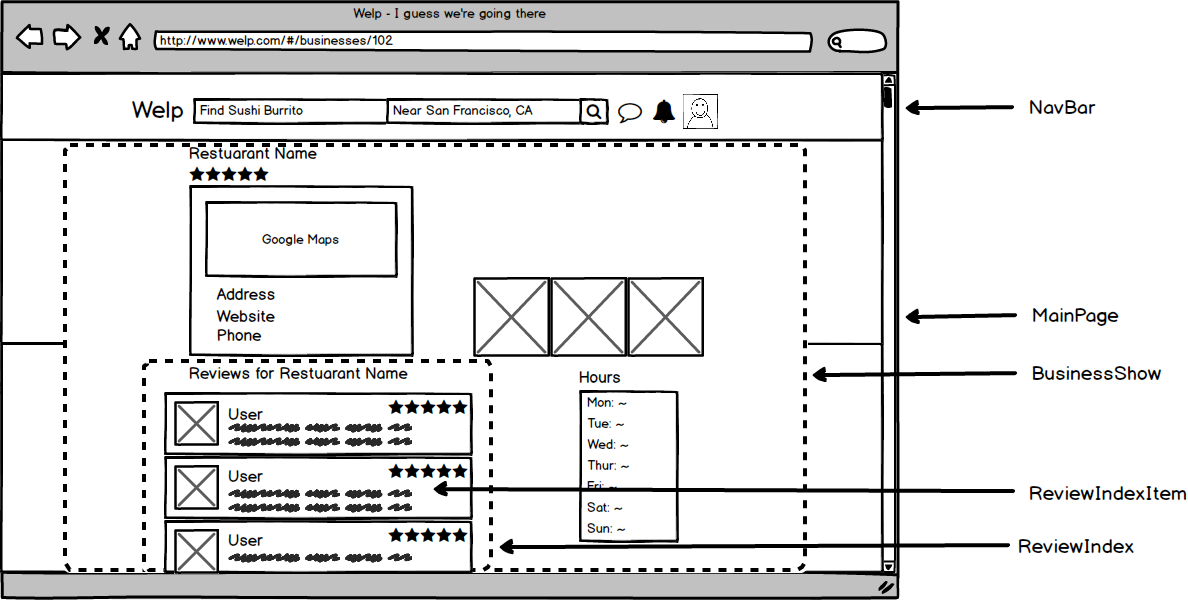 Welp - I guess we're going there
http://www.welp.com/#/businesses/102
Welp
Find Sushi Burrito
Near San Francisco, CA
NavBar
Restuarant Name
Google Maps
Address
Website
Phone
MainPage
BusinessShow
Reviews for Restuarant Name
User
User
User
Hours
Mon: ~
Tue: ~
Wed: ~
Thur: ~
Fri: ~
Sat: ~
Sun: ~
ReviewIndexItem
ReviewIndex